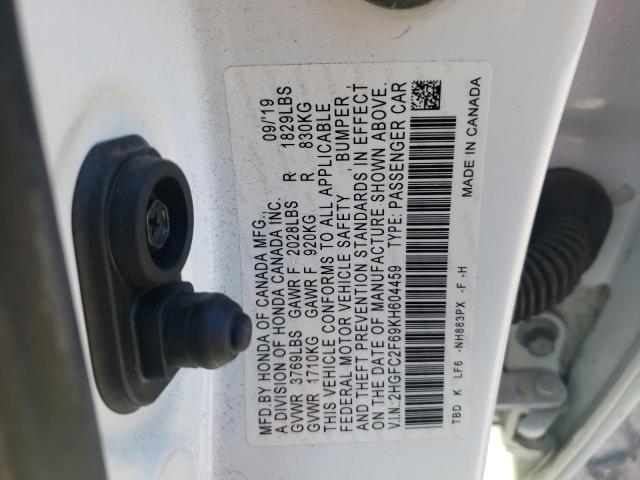 MFD.BY HONDA OF CANADA MFG., 09/'19
A DIVISION OF HONDA CANADA INC.
GVWR 3769LBS GAWR F 2028LBS R 1829LBS
GVWR 1710KG GAWR F 920KG R 830KG
THIS VEHICLE CONFORMS TO ALL APPLICABLE
FEDERAL MOTOR VEHICLE SAFETY, BUMPER,
AND THEFT PREVENTION STANDARDS IN EFFECT
ON THE DATE OF MANUFACTURE SHOWN ABOVE.
V.I.N.:2HGFC2F69KH604459 TYPE: PASSENGER CAR
TBD K LF6 -NH883PX -F -H MADE IN CANADA